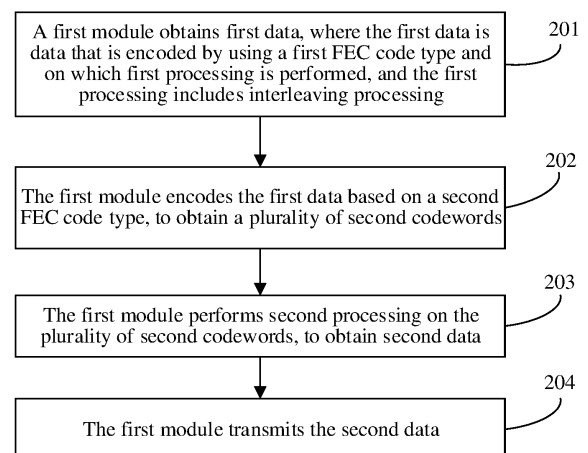 A first module obtains first data, where the first data is
data that is encoded by using a first FEC code type and
on which first processing is performed, and the first
processing includes interleaving processing
201
202
The first module encodes the first data based on a second
FEC code type, to obtain a plurality of second codewords
203
The first module performs second processing on the
plurality of second codewords, to obtain second data
204
The first module transmits the second data